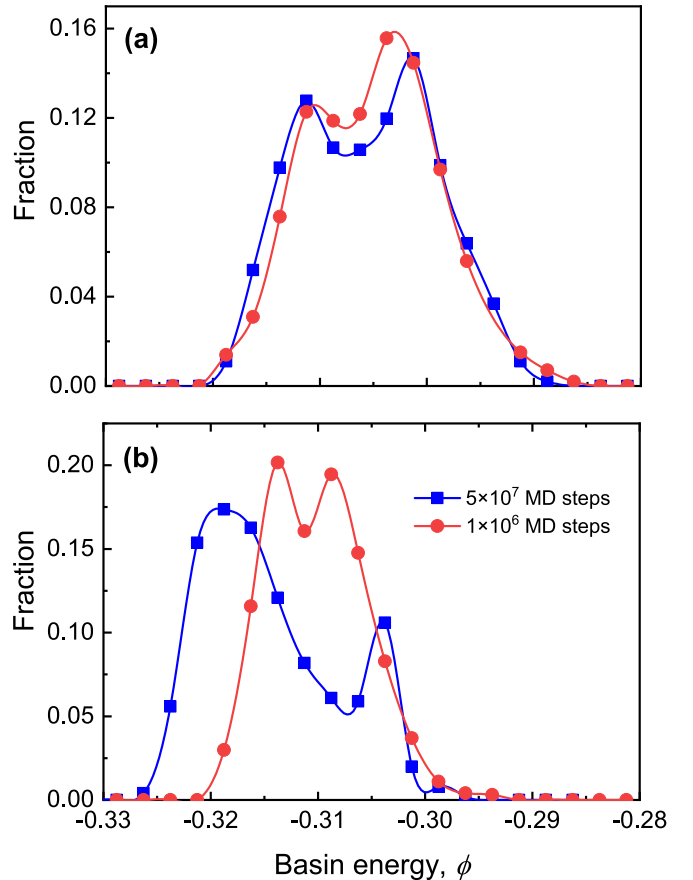 (a)
Fraction
0.16
0.12
0.08
0.04
0.00
(b)
Fraction
0.20
0.15
0.10
0.05
0.00
5×10⁷ MD steps
1×10⁶ MD steps
-0.33 -0.32 -0.31 -0.30 -0.29 -0.28
Basin energy, ϕ